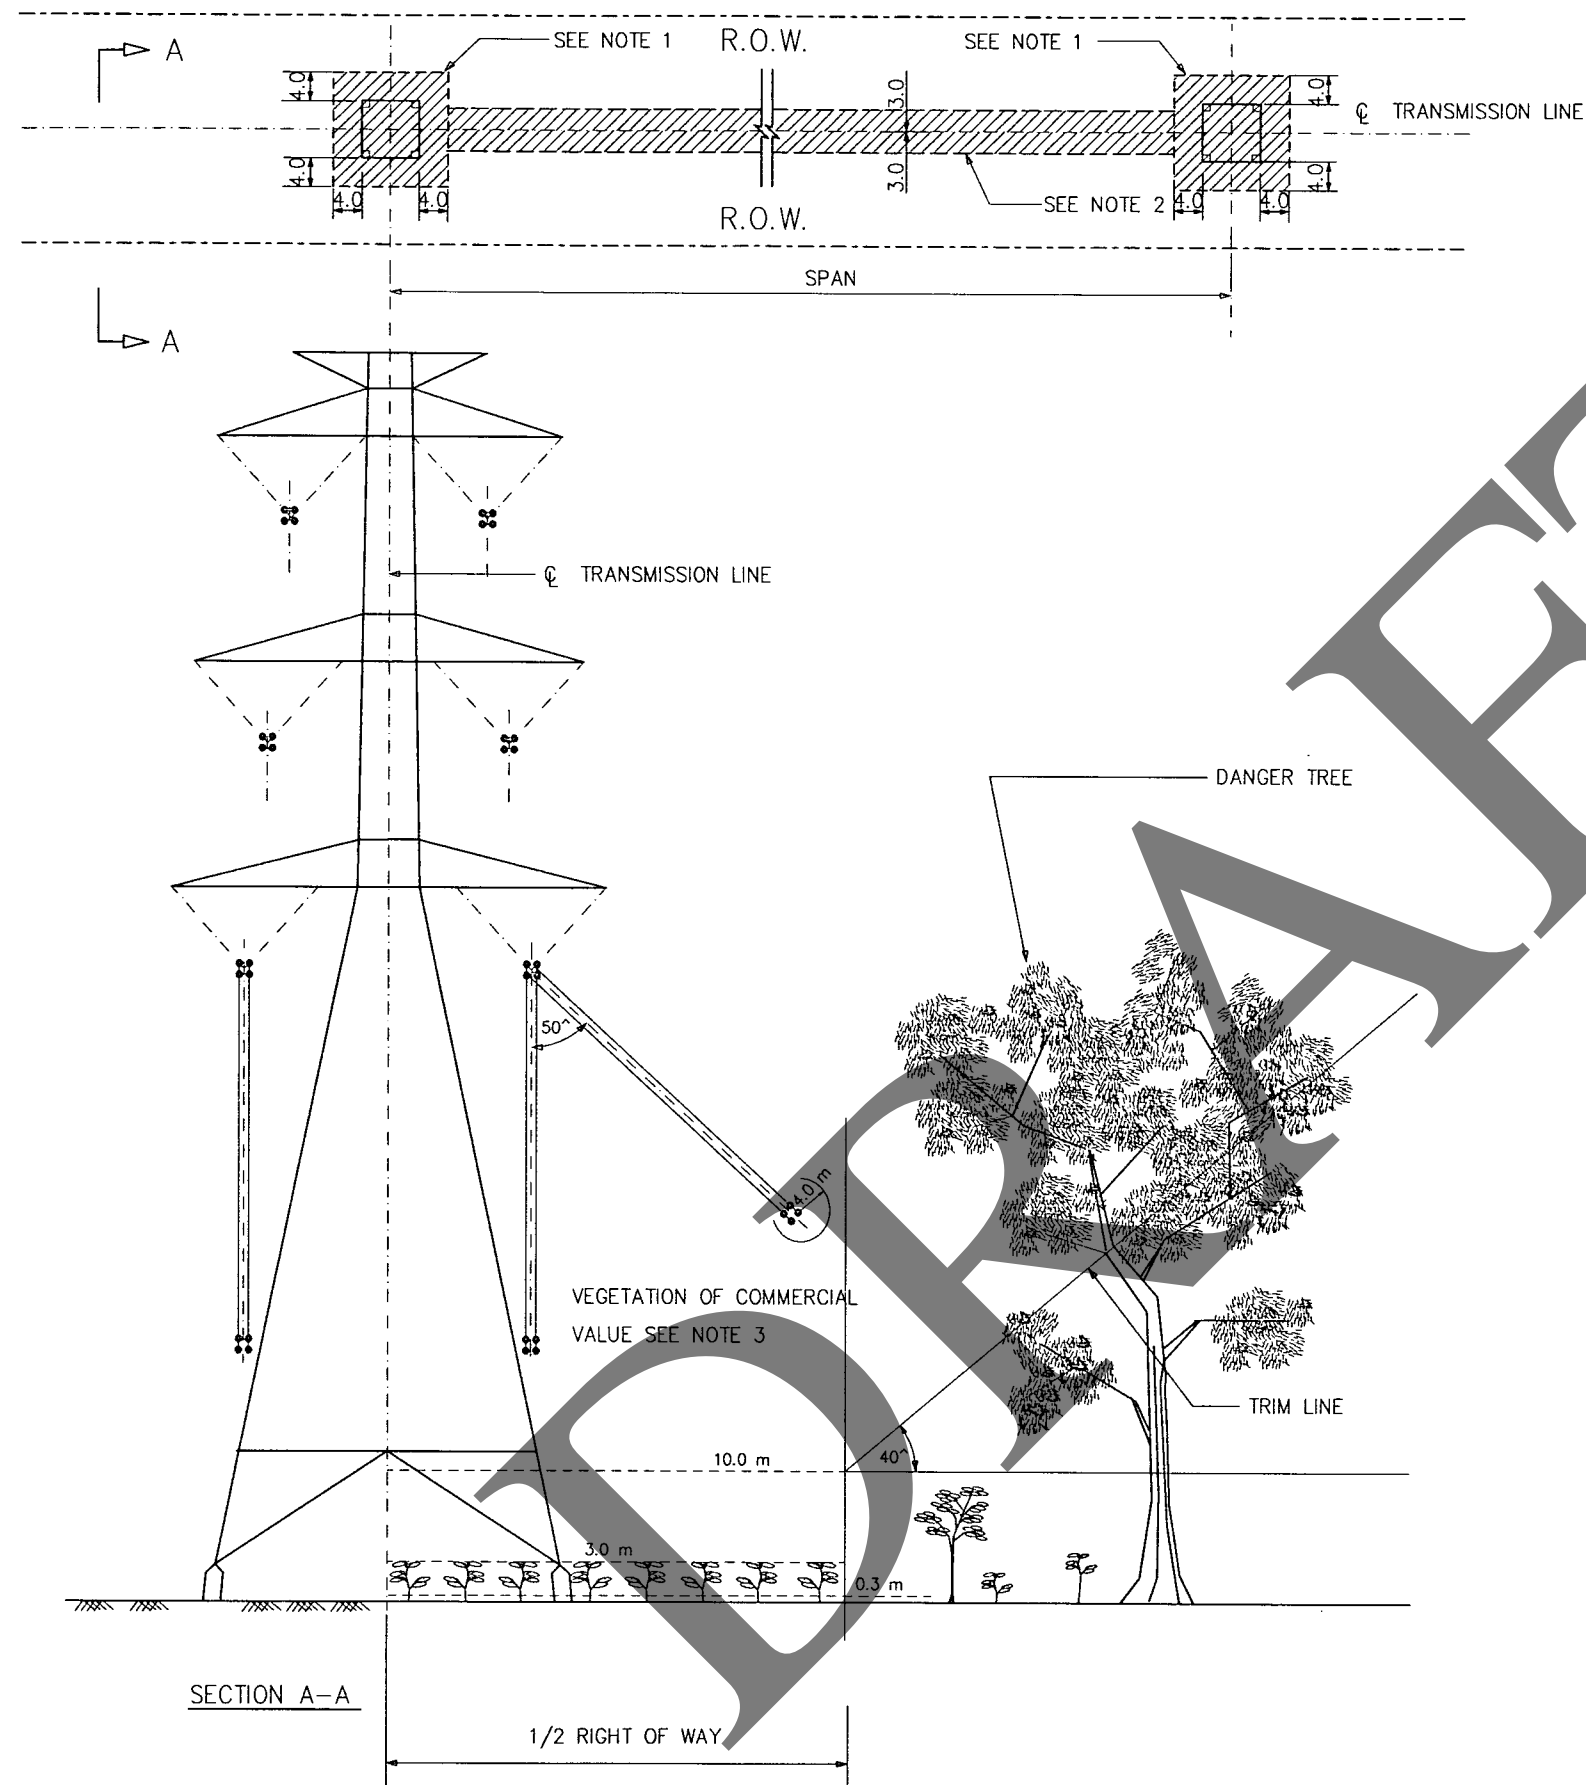 A
SEE NOTE 1
R.O.W.
SEE NOTE 1
4.0
3.0
4.0
℄ TRANSMISSION LINE
4.0
3.0
4.0
4.0
4.0
4.0
4.0
SEE NOTE 2
R.O.W.
SPAN
A
℄ TRANSMISSION LINE
DANGER TREE
50^
4.0 m
VEGETATION OF COMMERCIAL
VALUE SEE NOTE 3
TRIM LINE
10.0 m
40^
3.0 m
0.3 m
SECTION A-A
1/2 RIGHT OF WAY
DRAFT